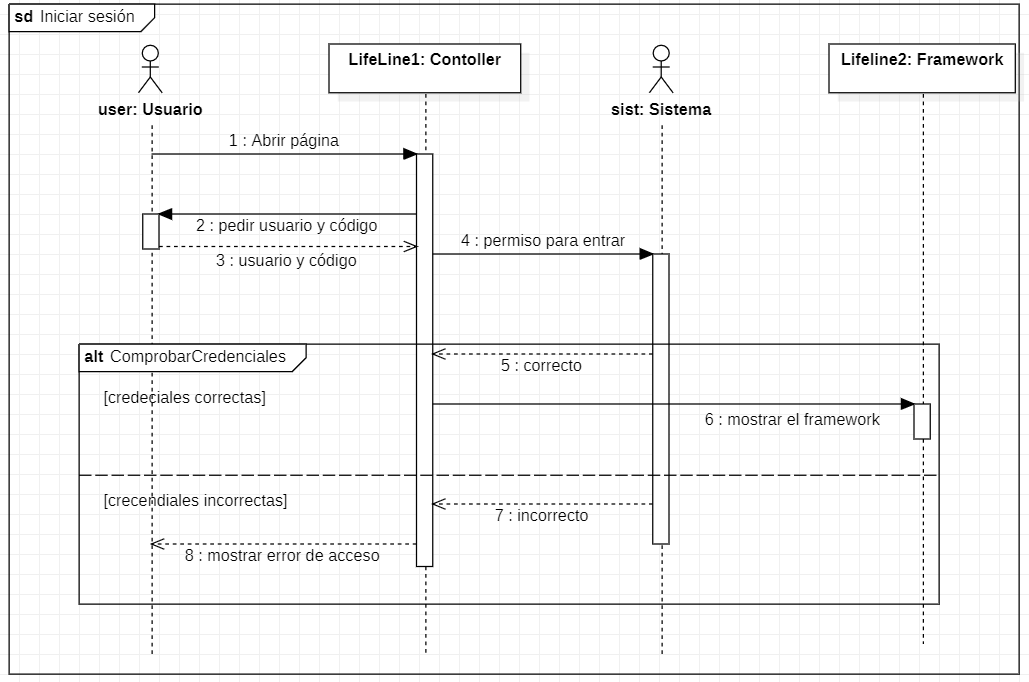 sd Iniciar sesión
LifeLine1: Contoller
Lifeline2: Framework
user: Usuario
sist: Sistema
1 : Abrir página
2 : pedir usuario y código
3 : usuario y código
4 : permiso para entrar
alt ComprobarCredenciales
5 : correcto
[credeciales correctas]
6 : mostrar el framework
[crecendiales incorrectas]
7 : incorrecto
8 : mostrar error de acceso